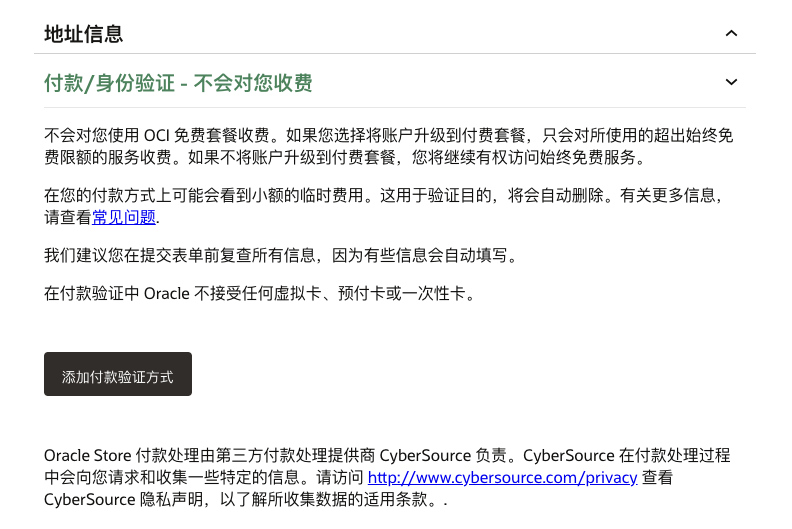 地址信息
付款/身份验证 - 不会对您收费
不会对您使用 OCI 免费套餐收费。如果您选择将账户升级到付费套餐，只会对所使用的超出始终免
费限额的服务收费。如果不将账户升级到付费套餐，您将继续有权访问始终免费服务。
在您的付款方式上可能会看到小额的临时费用。这用于验证目的，将会自动删除。有关更多信息，
请查看常见问题.
我们建议您在提交表单前复查所有信息，因为有些信息会自动填写。
在付款验证中 Oracle 不接受任何虚拟卡、预付卡或一次性卡。
添加付款验证方式
Oracle Store 付款处理由第三方付款处理提供商 CyberSource 负责。CyberSource 在付款处理过程
中会向您请求和收集一些特定的信息。请访问 http://www.cybersource.com/privacy 查看
CyberSource 隐私声明，以了解所收集数据的适用条款。.